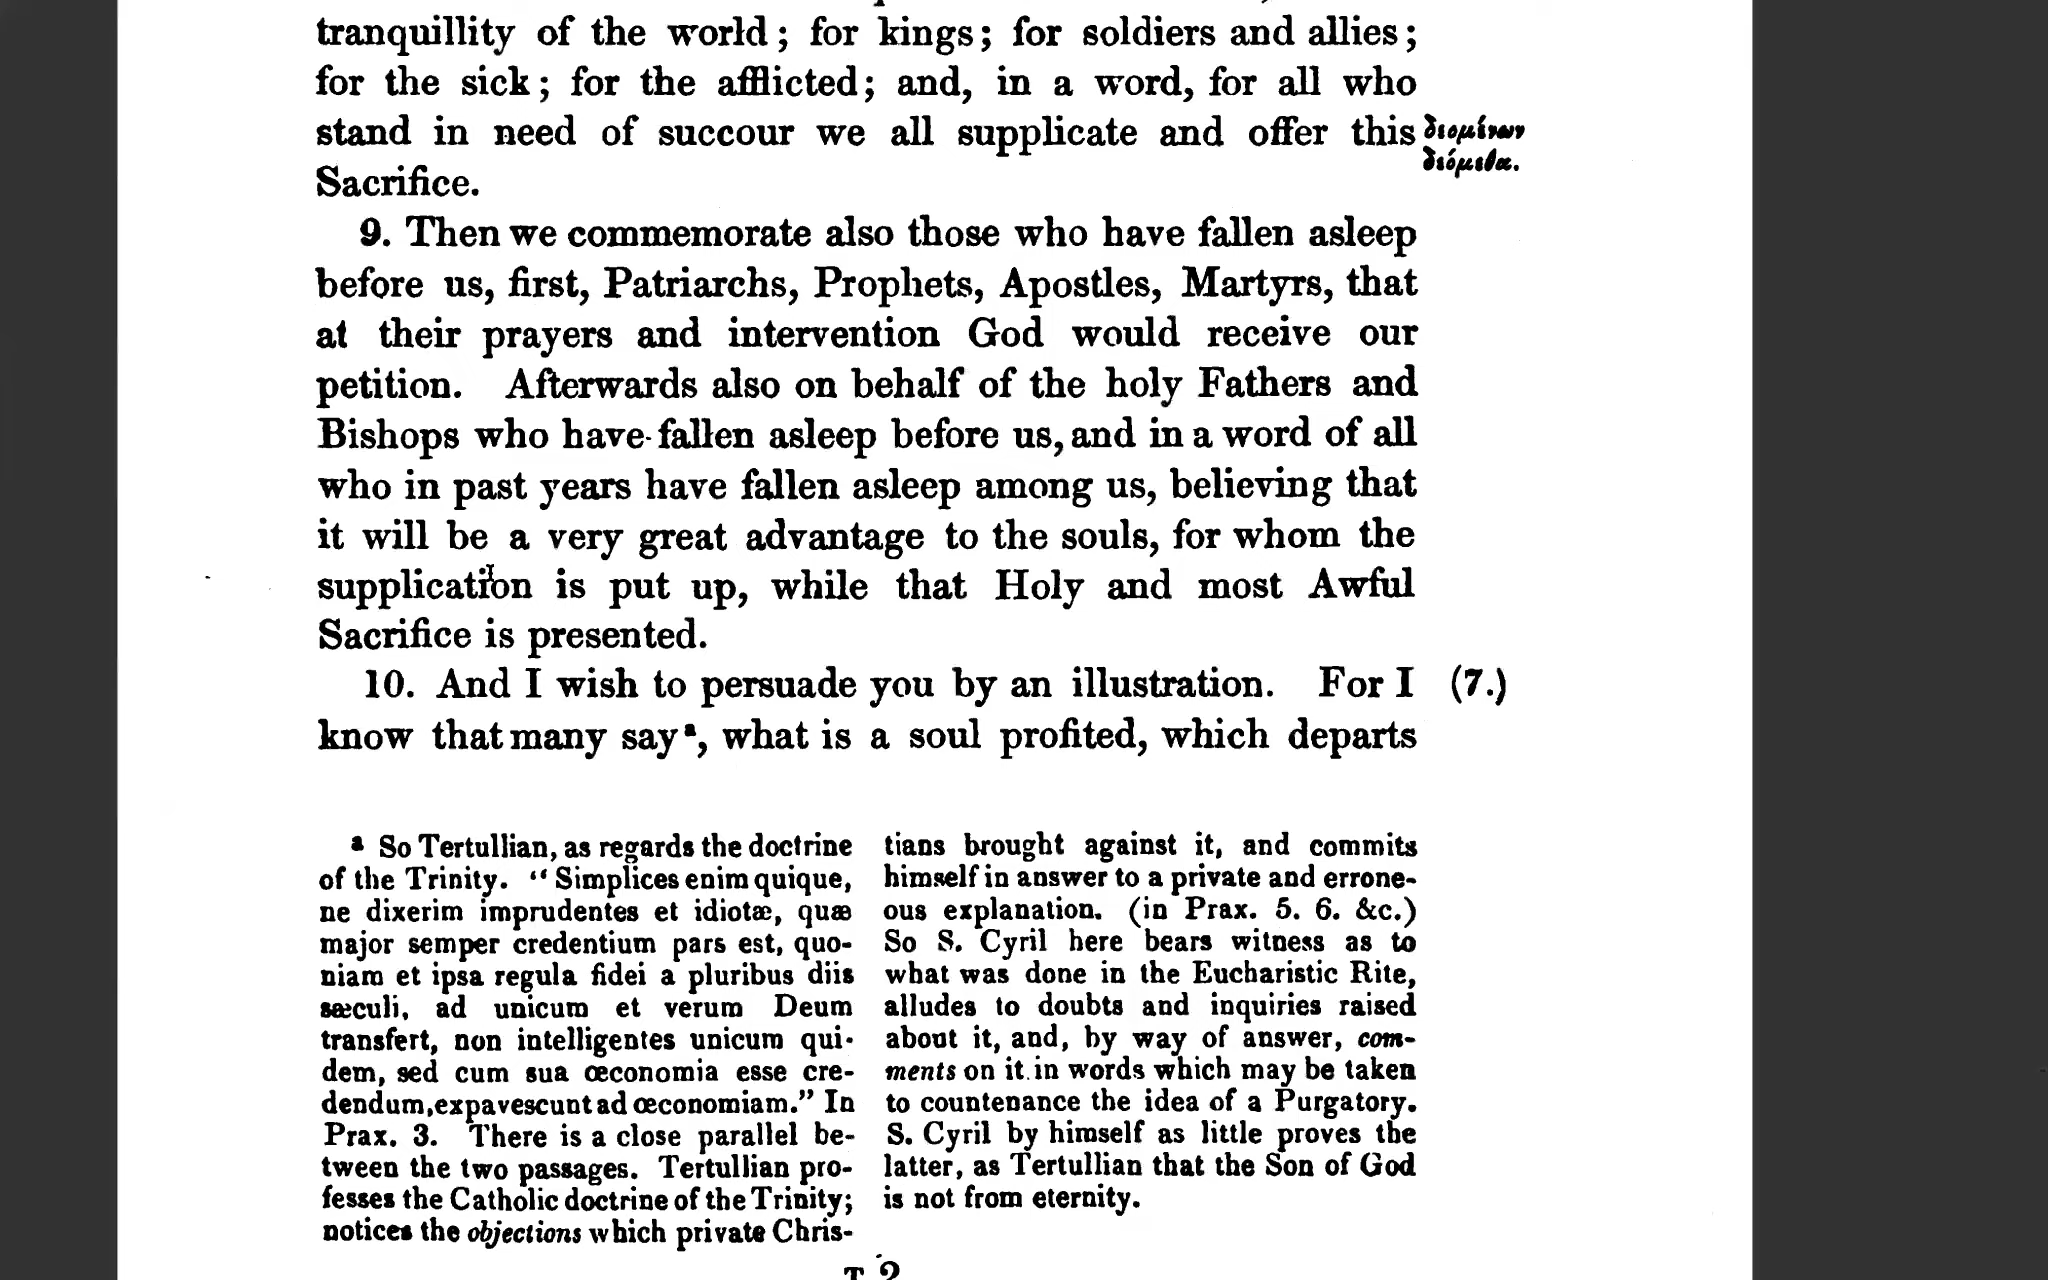 tranquillity of the world; for kings; for soldiers and allies;
for the sick; for the afflicted; and, in a word, for all who
stand in need of succour we all supplicate and offer this
δεομένων
δεόμεθα.
Sacrifice.
9. Then we commemorate also those who have fallen asleep
before us, first, Patriarchs, Prophets, Apostles, Martyrs, that
at their prayers and intervention God would receive our
petition. Afterwards also on behalf of the holy Fathers and
Bishops who have fallen asleep before us, and in a word of all
who in past years have fallen asleep among us, believing that
it will be a very great advantage to the souls, for whom the
supplication is put up, while that Holy and most Awful
Sacrifice is presented.
10. And I wish to persuade you by an illustration. For I (7.)
know that many say a, what is a soul profited, which departs
a So Tertullian, as regards the doctrine
of the Trinity. “Simplices enim quique,
ne dixerim imprudentes et idiotæ, quæ
major semper credentium pars est, quo-
niam et ipsa regula fidei a pluribus diis
sæculi, ad unicum et verum Deum
transfert, non intelligentes unicum qui-
dem, sed cum sua œconomia esse cre-
dendum, expavescunt ad œconomiam.” In
Prax. 3. There is a close parallel be-
tween the two passages. Tertullian pro-
fesses the Catholic doctrine of the Trinity;
notices the objections which private Chris-
tians brought against it, and commits
himself in answer to a private and errone-
ous explanation. (in Prax. 5. 6. &c.)
So S. Cyril here bears witness as to
what was done in the Eucharistic Rite,
alludes to doubts and inquiries raised
about it, and, by way of answer, com-
ments on it in words which may be taken
to countenance the idea of a Purgatory.
S. Cyril by himself as little proves the
latter, as Tertullian that the Son of God
is not from eternity.
T 2